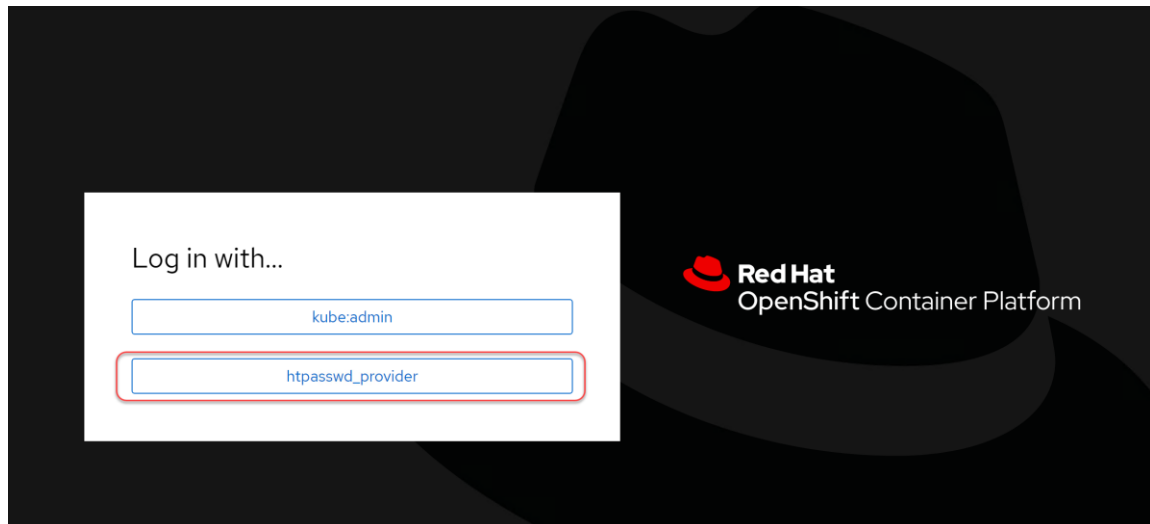 Log in with...
kube:admin
htpasswd_provider
Red Hat
OpenShift Container Platform